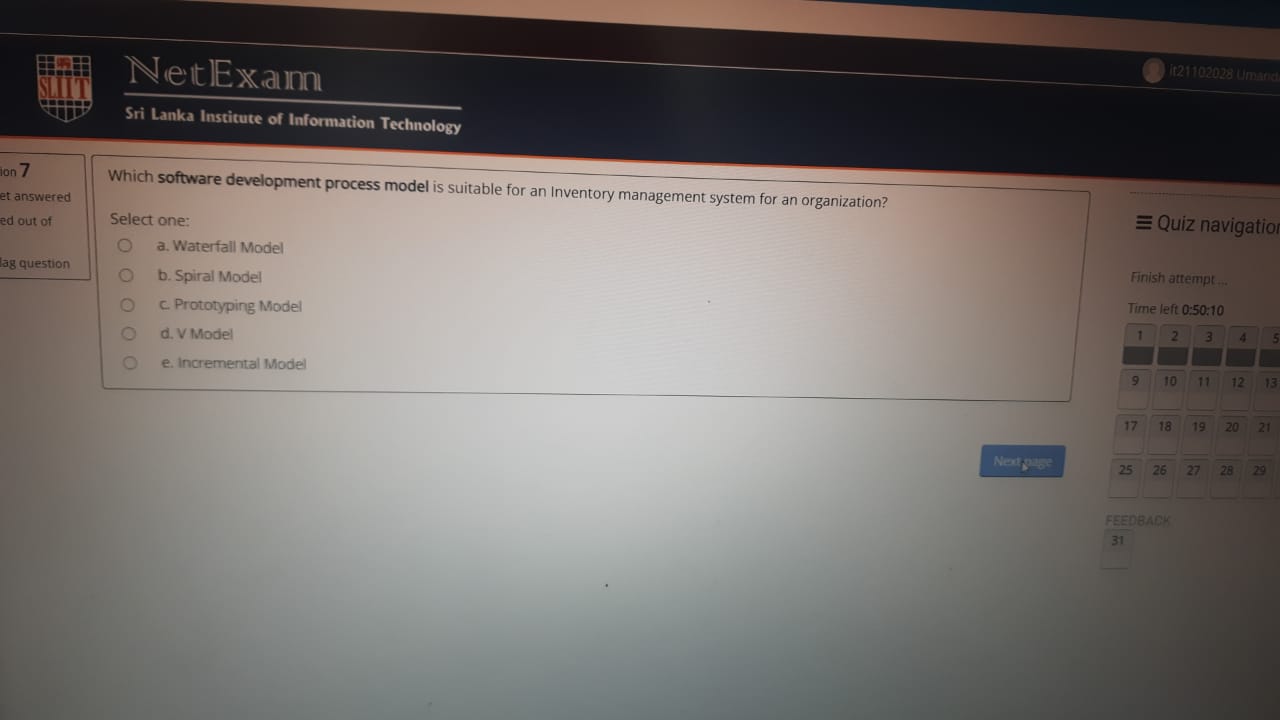 SLIIT
NetExam
Sri Lanka Institute of Information Technology
it21102028 Umand
ion 7
et answered
ed out of
lag question
Which software development process model is suitable for an Inventory management system for an organization?
Select one:
a. Waterfall Model
b. Spiral Model
c. Prototyping Model
d. V Model
e. Incremental Model
Next page
Quiz navigation
Finish attempt ...
Time left 0:50:10
1 2 3 4 5
9 10 11 12 13
17 18 19 20 21
25 26 27 28 29
FEEDBACK
31